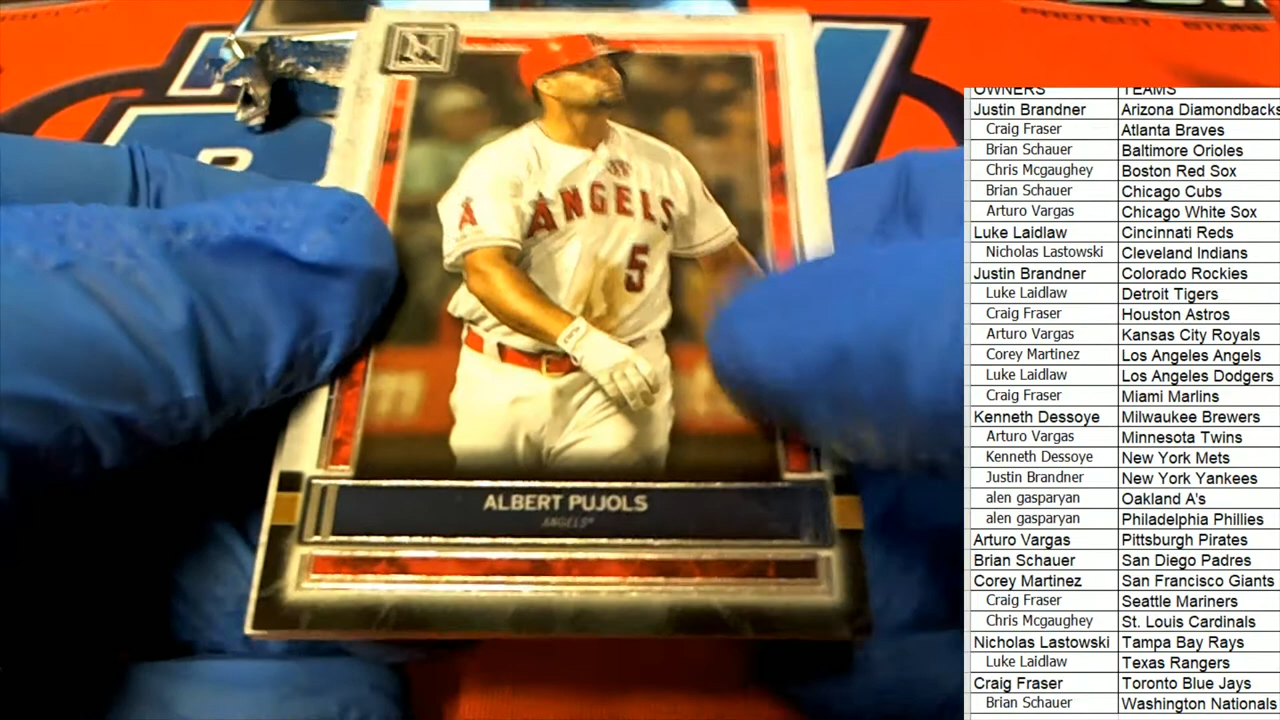 PROTECT STORE
ANGELS
5
ALBERT PUJOLS
ANGELS
OWNERS TEAMS
Justin Brandner Arizona Diamondbacks
Craig Fraser Atlanta Braves
Brian Schauer Baltimore Orioles
Chris Mcgaughey Boston Red Sox
Brian Schauer Chicago Cubs
Arturo Vargas Chicago White Sox
Luke Laidlaw Cincinnati Reds
Nicholas Lastowski Cleveland Indians
Justin Brandner Colorado Rockies
Luke Laidlaw Detroit Tigers
Craig Fraser Houston Astros
Arturo Vargas Kansas City Royals
Corey Martinez Los Angeles Angels
Luke Laidlaw Los Angeles Dodgers
Craig Fraser Miami Marlins
Kenneth Dessoye Milwaukee Brewers
Arturo Vargas Minnesota Twins
Kenneth Dessoye New York Mets
Justin Brandner New York Yankees
alen gasparyan Oakland A's
alen gasparyan Philadelphia Phillies
Arturo Vargas Pittsburgh Pirates
Brian Schauer San Diego Padres
Corey Martinez San Francisco Giants
Craig Fraser Seattle Mariners
Chris Mcgaughey St. Louis Cardinals
Nicholas Lastowski Tampa Bay Rays
Luke Laidlaw Texas Rangers
Craig Fraser Toronto Blue Jays
Brian Schauer Washington Nationals